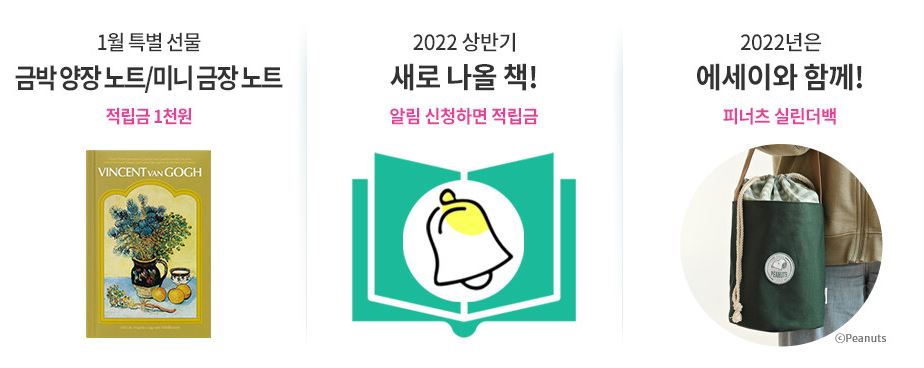 1월 특별 선물
금박 양장 노트/미니 금장 노트
적립금 1천원
VINCENT VAN GOGH
2022 상반기
새로 나올 책!
알림 신청하면 적립금
2022년은
에세이와 함께!
피너츠 실린더백
PEANUTS
ⓒPeanuts